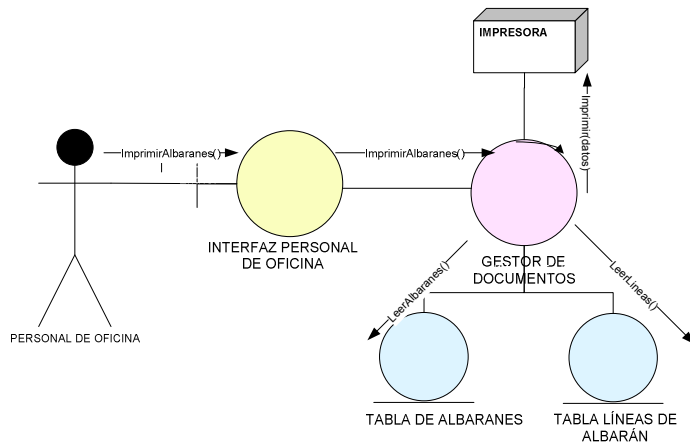 IMPRESORA
ImprimirAlbaranes()
ImprimirAlbaranes()
Imprimir(datos)
INTERFAZ PERSONAL
DE OFICINA
GESTOR DE
DOCUMENTOS
LeerAlbaranes()
LeerLineas()
PERSONAL DE OFICINA
TABLA DE ALBARANES
TABLA LÍNEAS DE
ALBARÁN